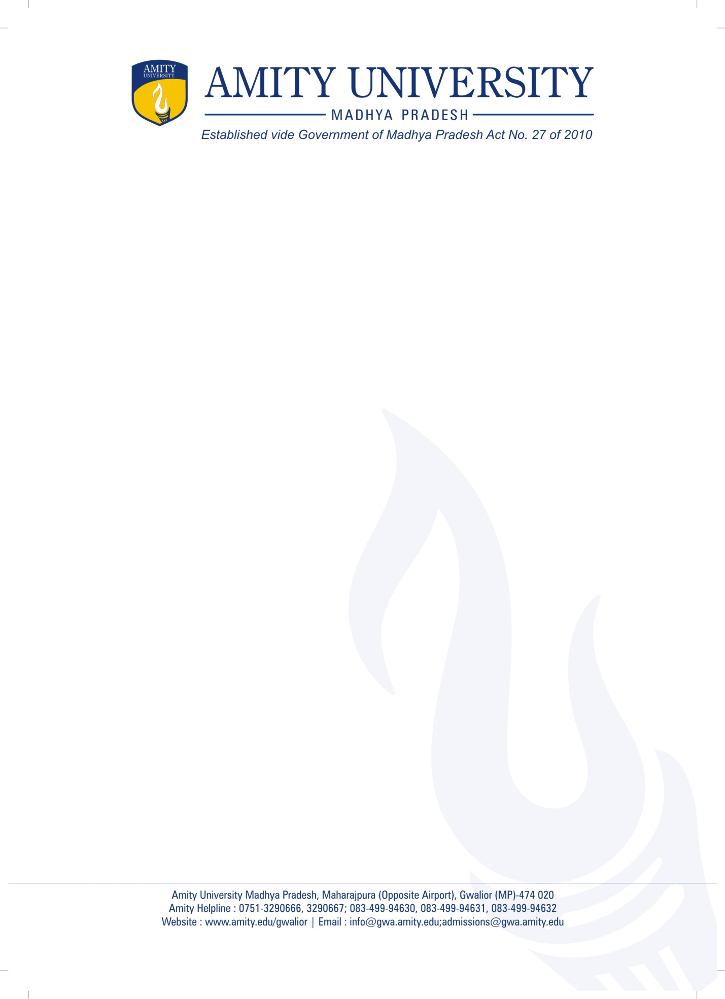 AMITY
UNIVERSITY
AMITY UNIVERSITY
MADHYA PRADESH
Established vide Government of Madhya Pradesh Act No. 27 of 2010
Amity University Madhya Pradesh, Maharajpura (Opposite Airport), Gwalior (MP)-474 020
Amity Helpline : 0751-3290666, 3290667; 083-499-94630, 083-499-94631, 083-499-94632
Website : www.amity.edu/gwalior | Email : info@gwa.amity.edu;admissions@gwa.amity.edu